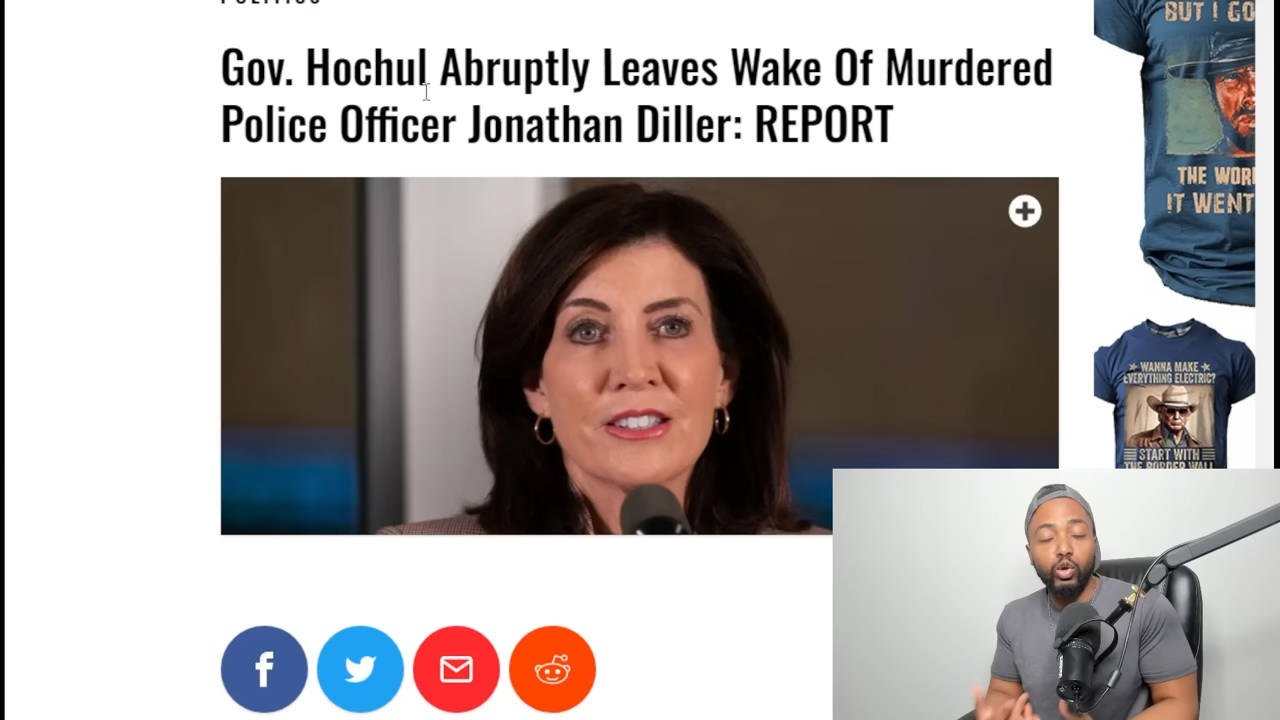 POLITICS
Gov. Hochul Abruptly Leaves Wake Of Murdered
Police Officer Jonathan Diller: REPORT
BUT I GO
THE WOR
IT WENT
WANNA MAKE
EVERYTHING ELECTRIC?
START WITH
THE BORDER WALL